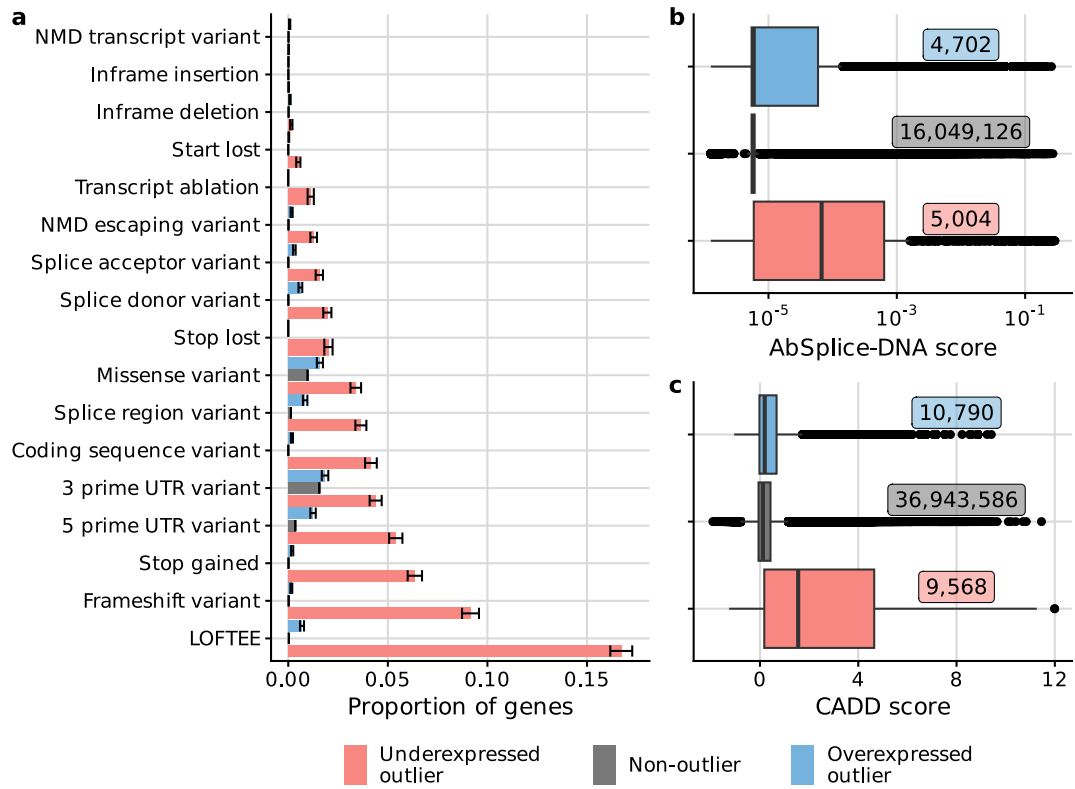 a
NMD transcript variant
Inframe insertion
Inframe deletion
Start lost
Transcript ablation
NMD escaping variant
Splice acceptor variant
Splice donor variant
Stop lost
Missense variant
Splice region variant
Coding sequence variant
3 prime UTR variant
5 prime UTR variant
Stop gained
Frameshift variant
LOFTEE
0.00 0.05 0.10 0.15
Proportion of genes
b
4,702
16,049,126
5,004
10⁻⁵ 10⁻³ 10⁻¹
AbSplice-DNA score
c
10,790
36,943,586
9,568
0 4 8 12
CADD score
Underexpressed
outlier
Non-outlier
Overexpressed
outlier